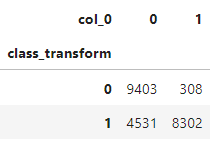 col_0 0 1
class_transform
0 9403 308
1 4531 8302